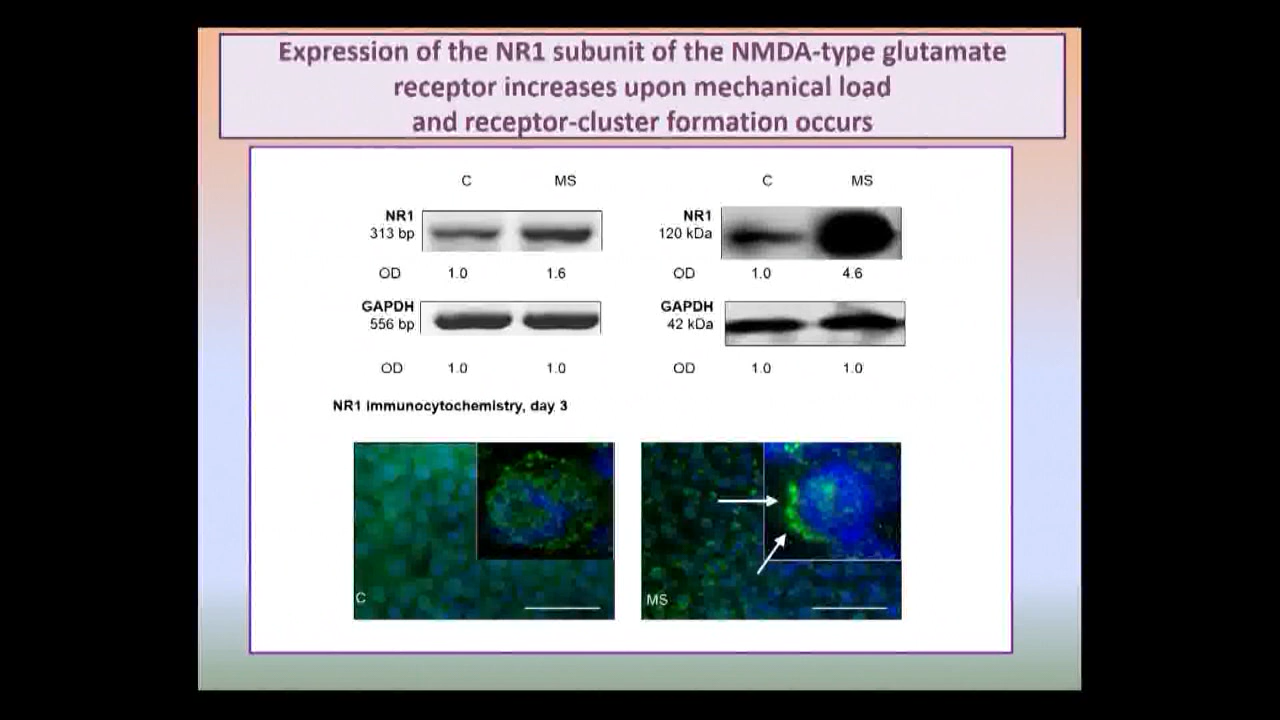 Expression of the NR1 subunit of the NMDA-type glutamate
receptor increases upon mechanical load
and receptor-cluster formation occurs
C MS
NR1
313 bp
OD 1.0 1.6
GAPDH
556 bp
OD 1.0 1.0
C MS
NR1
120 kDa
OD 1.0 4.6
GAPDH
42 kDa
OD 1.0 1.0
NR1 immunocytochemistry, day 3
C
MS